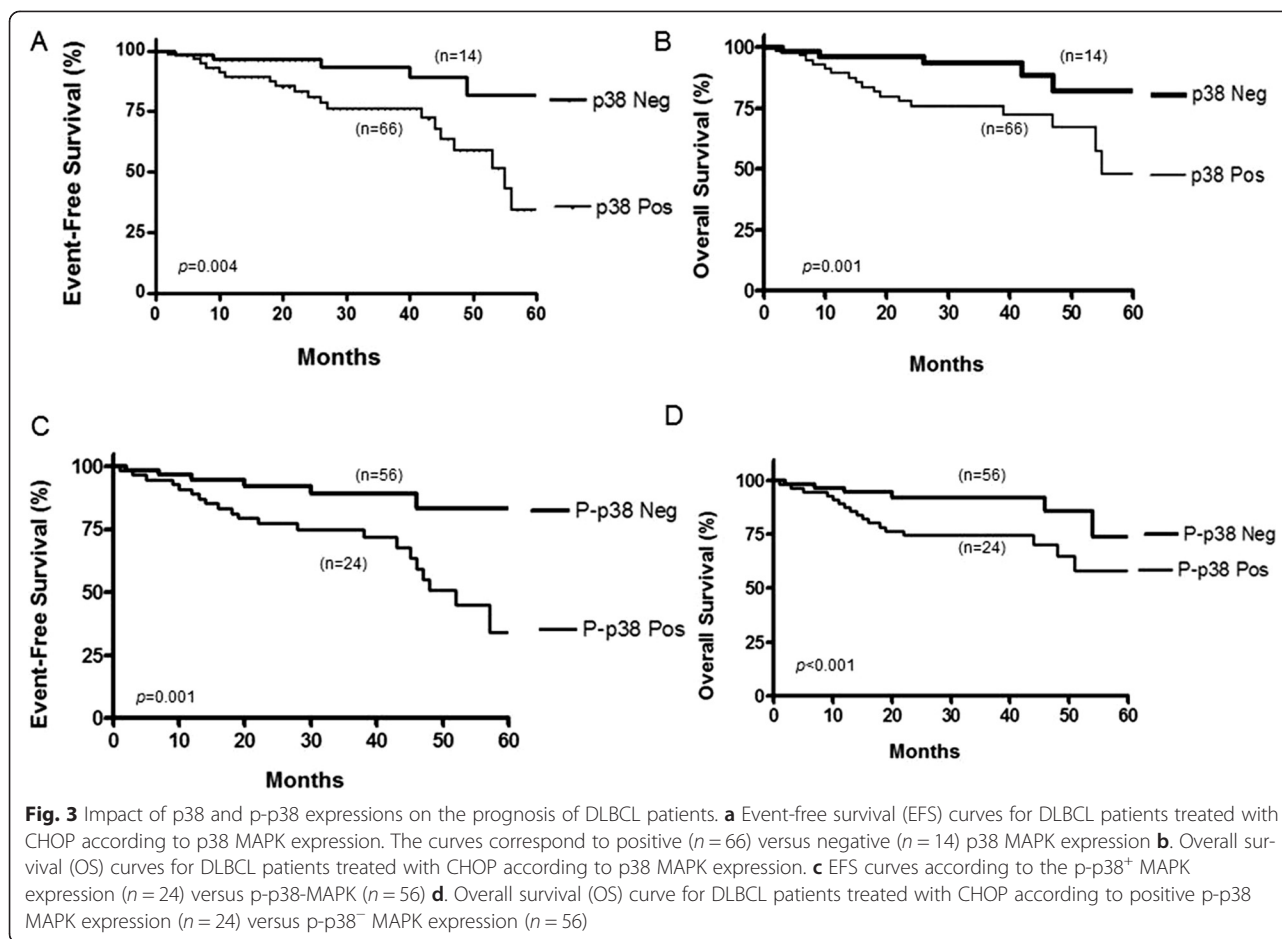 A
Event-Free Survival (%)
100
75
50
25
0
(n=14)
p38 Neg
(n=66)
p38 Pos
p=0.004
0 10 20 30 40 50 60
Months
B
Overall Survival (%)
100
75
50
25
0
(n=14)
p38 Neg
(n=66)
p38 Pos
p=0.001
0 10 20 30 40 50 60
Months
C
Event-Free Survival (%)
100
75
50
25
0
(n=56)
P-p38 Neg
(n=24)
P-p38 Pos
p=0.001
0 10 20 30 40 50 60
Months
D
Overall Survival (%)
100
75
50
25
0
(n=56)
P-p38 Neg
(n=24)
P-p38 Pos
p<0.001
0 10 20 30 40 50 60
Months
Fig. 3 Impact of p38 and p-p38 expressions on the prognosis of DLBCL patients. a Event-free survival (EFS) curves for DLBCL patients treated with
CHOP according to p38 MAPK expression. The curves correspond to positive (n = 66) versus negative (n = 14) p38 MAPK expression b. Overall sur-
vival (OS) curves for DLBCL patients treated with CHOP according to p38 MAPK expression. c EFS curves according to the p-p38⁺ MAPK
expression (n = 24) versus p-p38-MAPK (n = 56) d. Overall survival (OS) curve for DLBCL patients treated with CHOP according to positive p-p38
MAPK expression (n = 24) versus p-p38⁻ MAPK expression (n = 56)